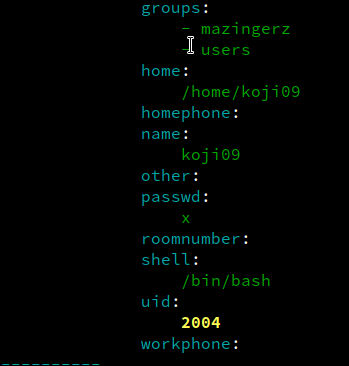 groups:
- mazingerz
- users
home:
/home/koji09
homephone:
name:
koji09
other:
passwd:
x
roomnumber:
shell:
/bin/bash
uid:
2004
workphone:
----------